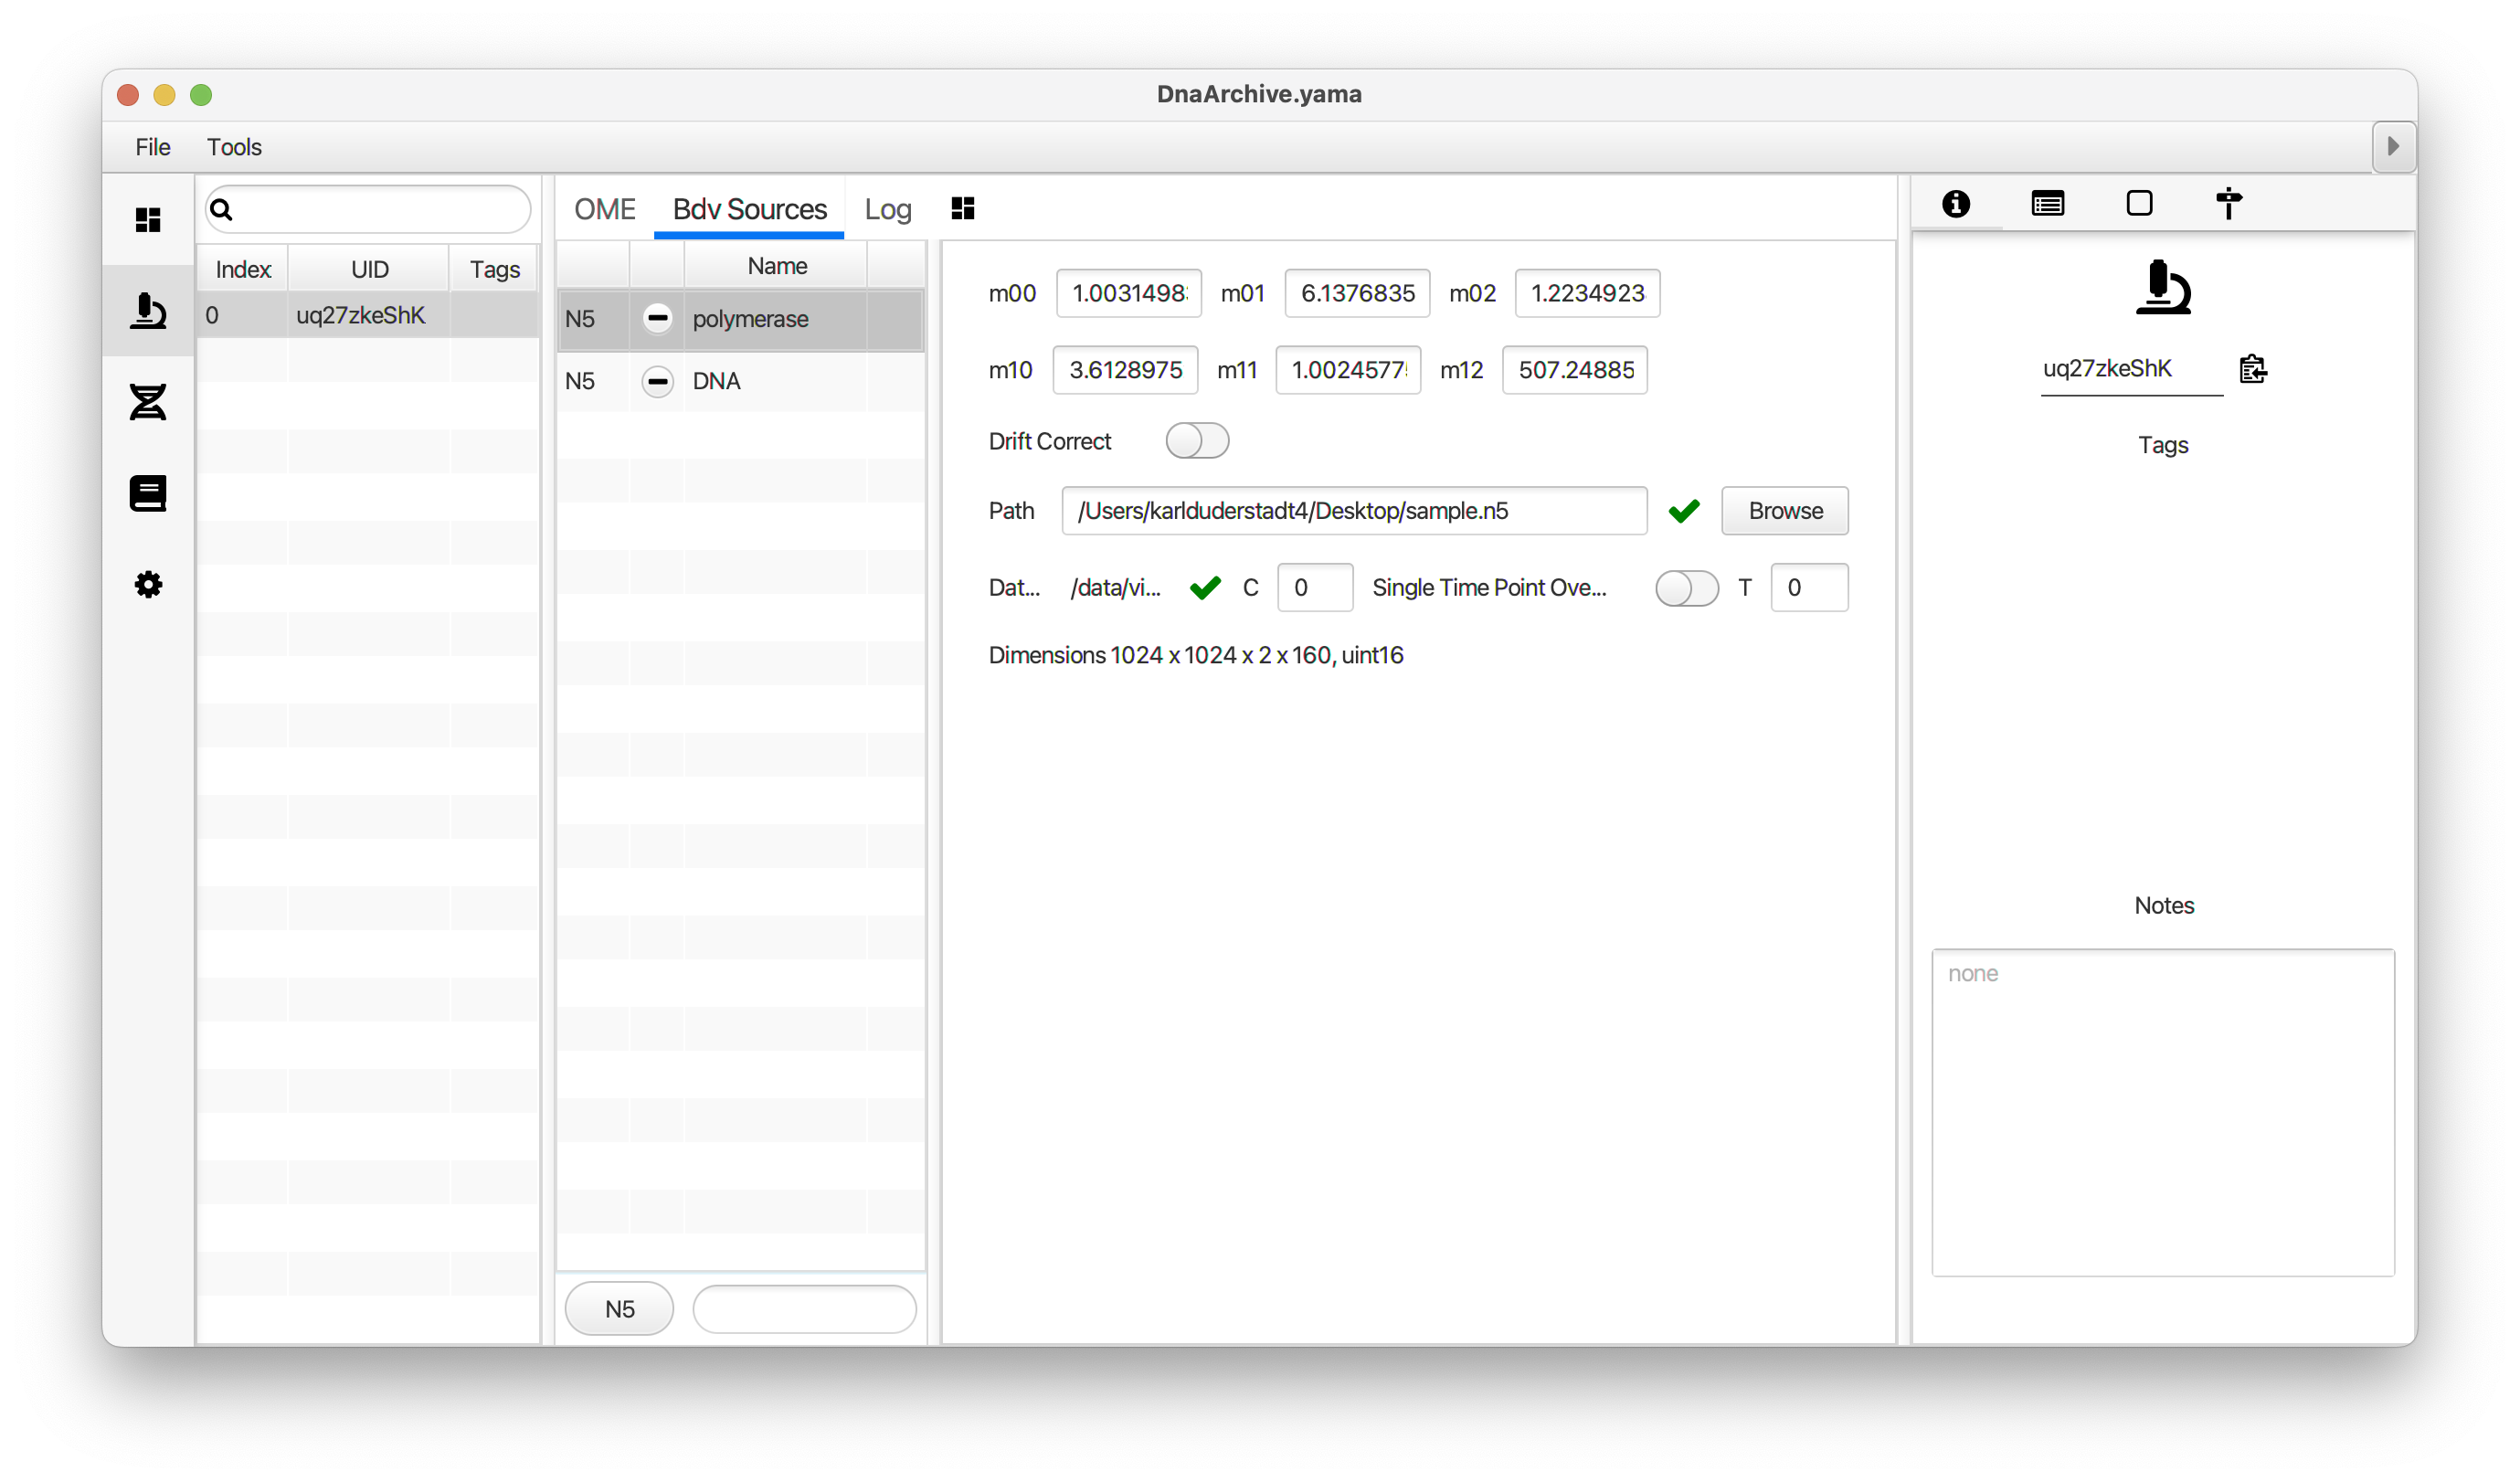 DnaArchive.yama
File Tools
Index UID Tags
0 uq27zkeShK
OME Bdv Sources Log
Name
N5 polymerase
N5 DNA
N5
m00 1.0031498 m01 6.1376835 m02 1.2234923
m10 3.6128975 m11 1.0024577 m12 507.24885
Drift Correct
Path /Users/karlduderstadt4/Desktop/sample.n5 Browse
Dat... /data/vi... C 0 Single Time Point Ove... T 0
Dimensions 1024 x 1024 x 2 x 160, uint16
uq27zkeShK
Tags
Notes
none